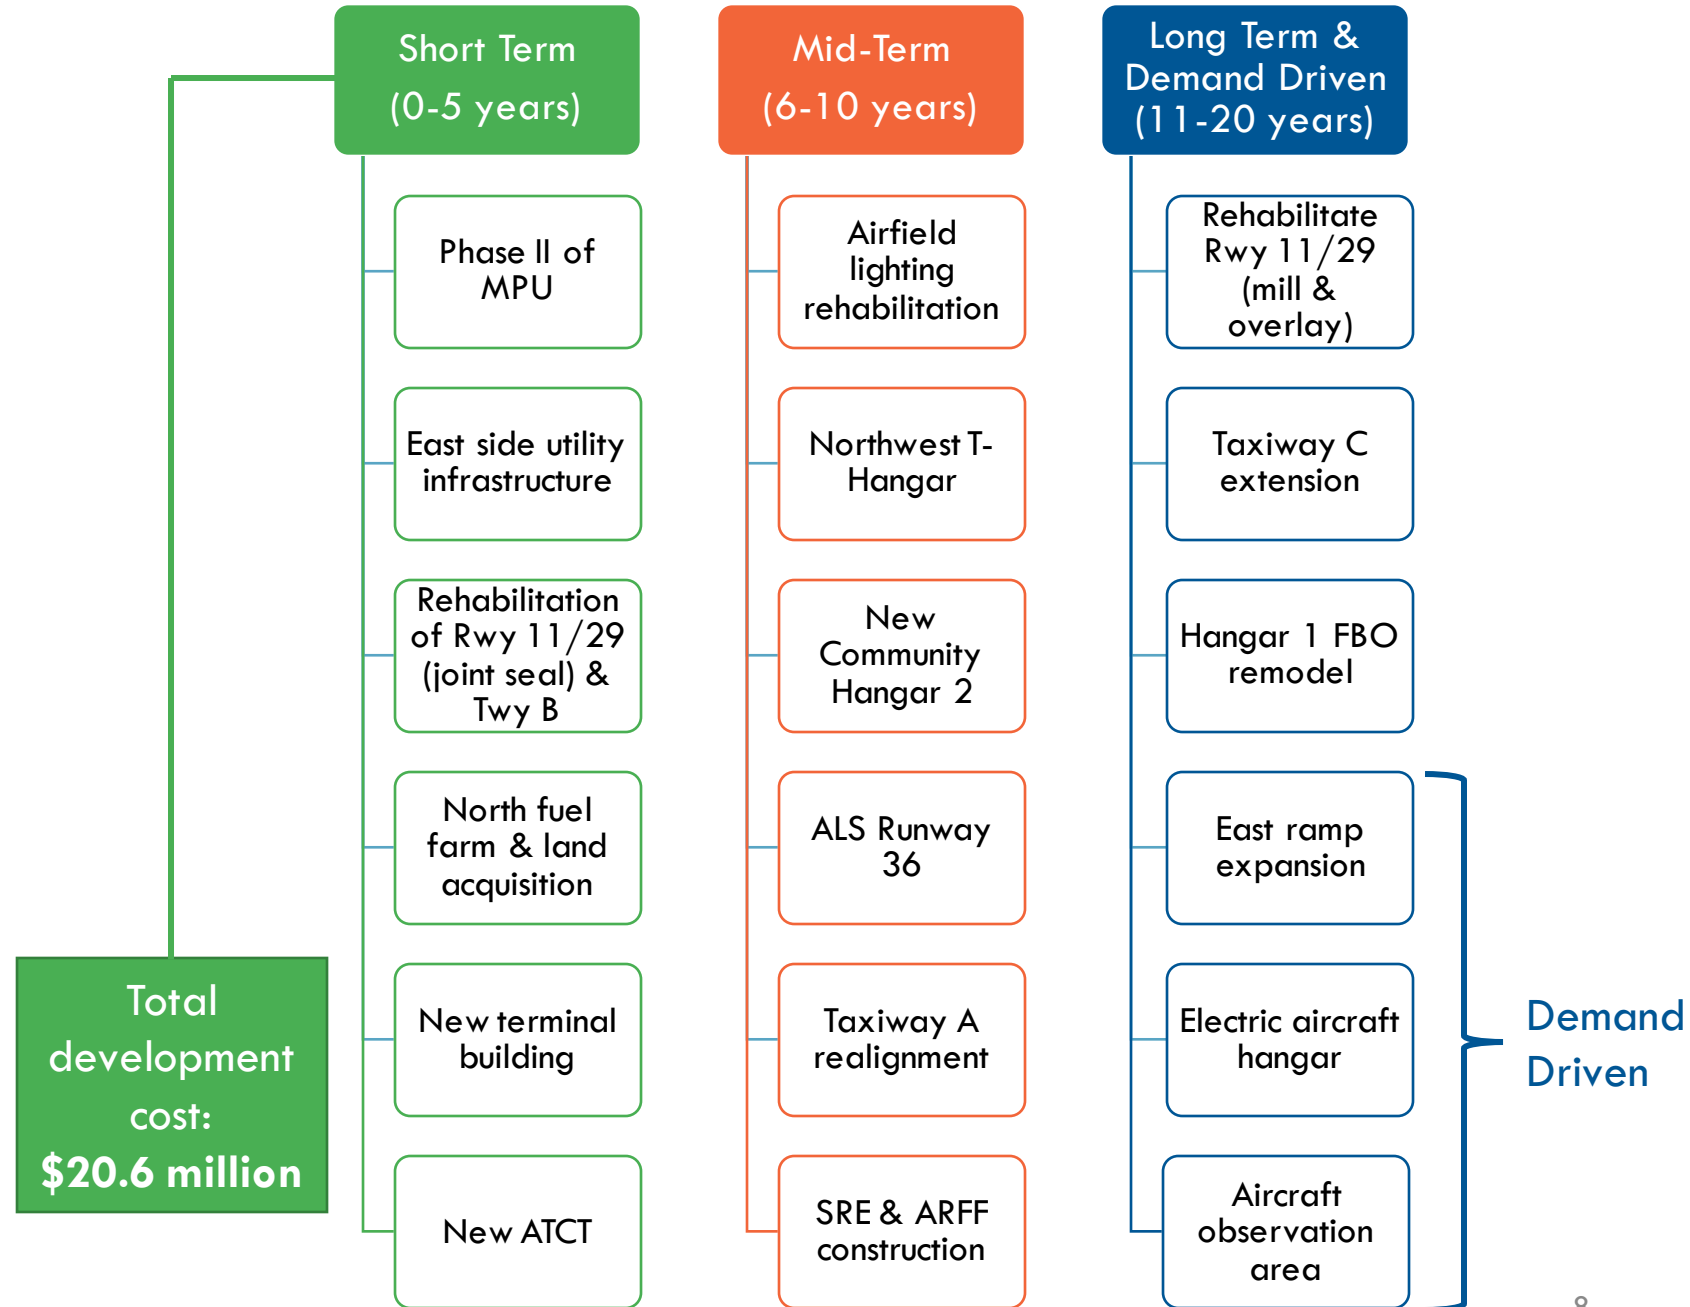 Short Term
(0-5 years)
Phase II of
MPU
East side utility
infrastructure
Rehabilitation
of Rwy 11/29
(joint seal) &
Twy B
North fuel
farm & land
acquisition
New terminal
building
New ATCT
Total
development
cost:
$20.6 million
Mid-Term
(6-10 years)
Airfield
lighting
rehabilitation
Northwest T-
Hangar
New
Community
Hangar 2
ALS Runway
36
Taxiway A
realignment
SRE & ARFF
construction
Long Term &
Demand Driven
(11-20 years)
Rehabilitate
Rwy 11/29
(mill &
overlay)
Taxiway C
extension
Hangar 1 FBO
remodel
East ramp
expansion
Electric aircraft
hangar
Aircraft
observation
area
Demand
Driven